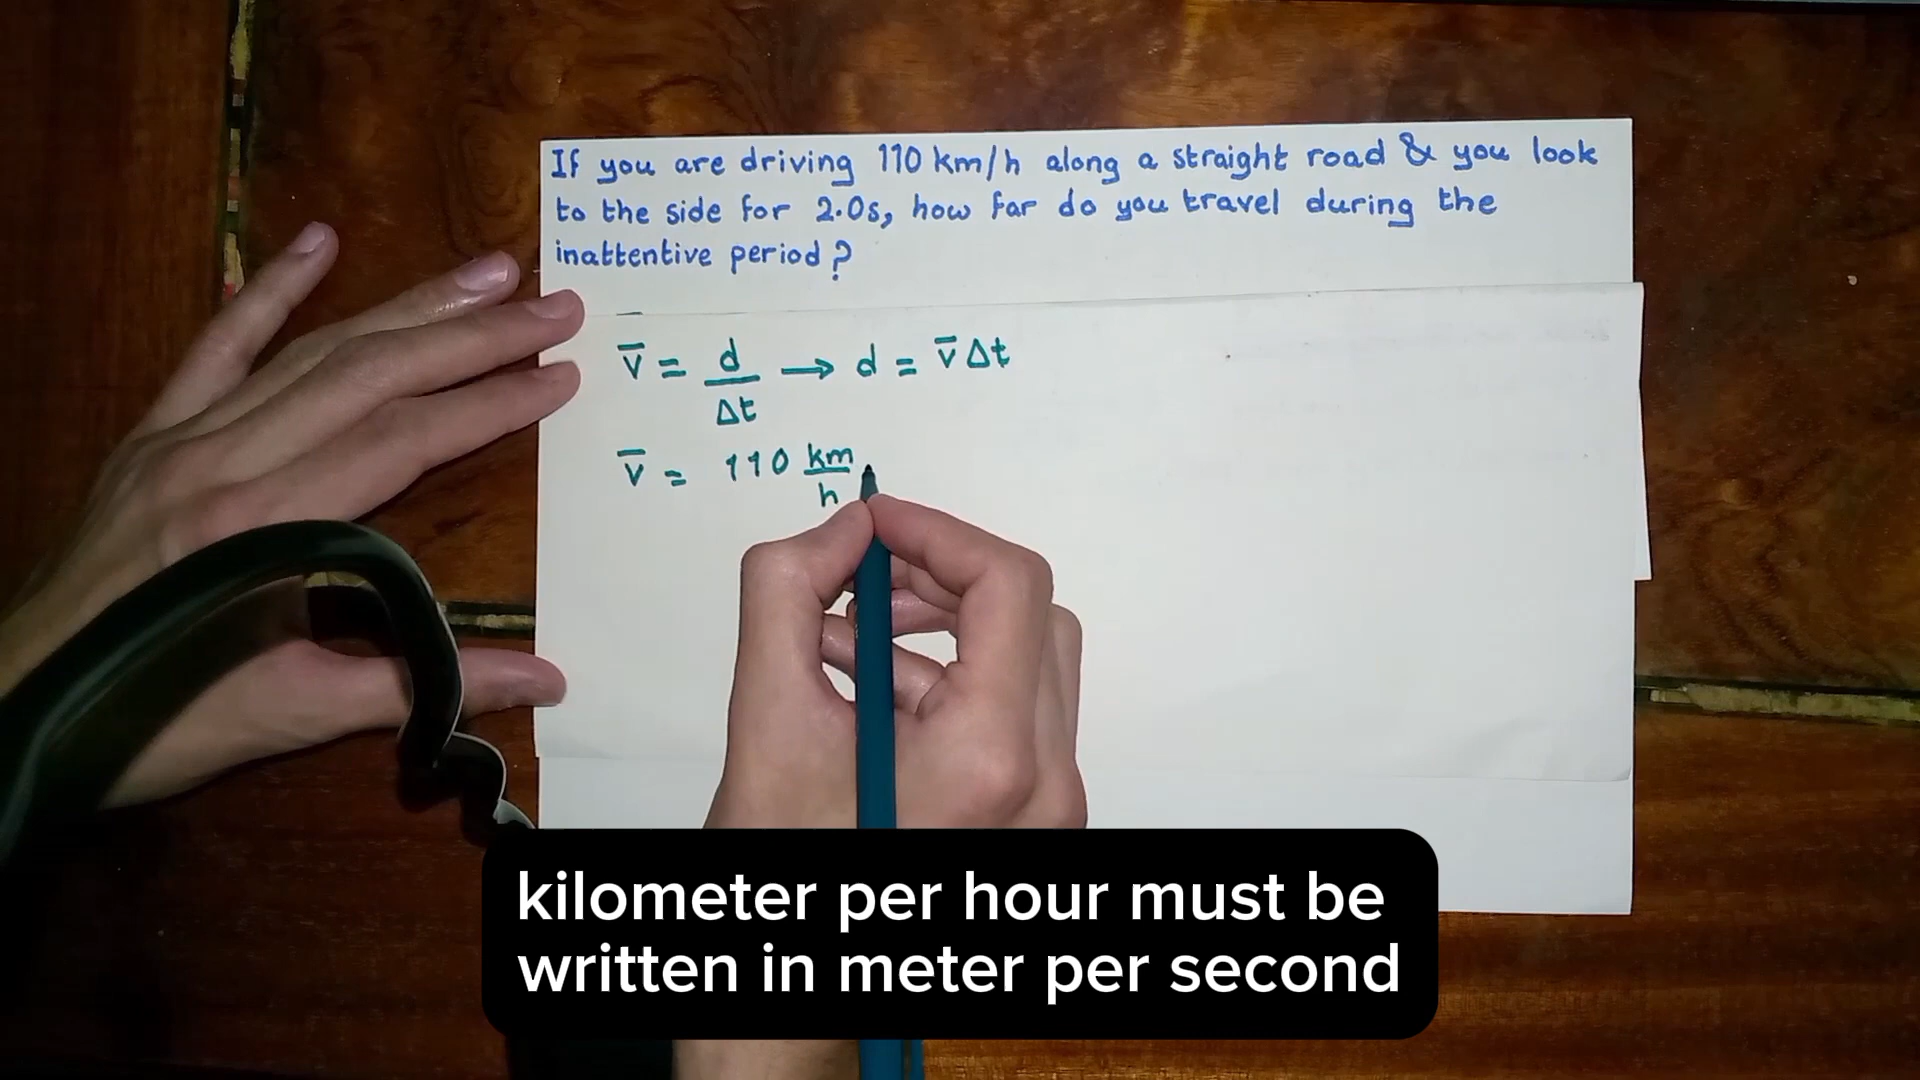 If you are driving 110 km/h along a straight road & you look
to the side for 2.0s, how far do you travel during the
inattentive period?
v̅ = d/Δt → d = v̅Δt
v̅ = 110 km/h
kilometer per hour must be
written in meter per second